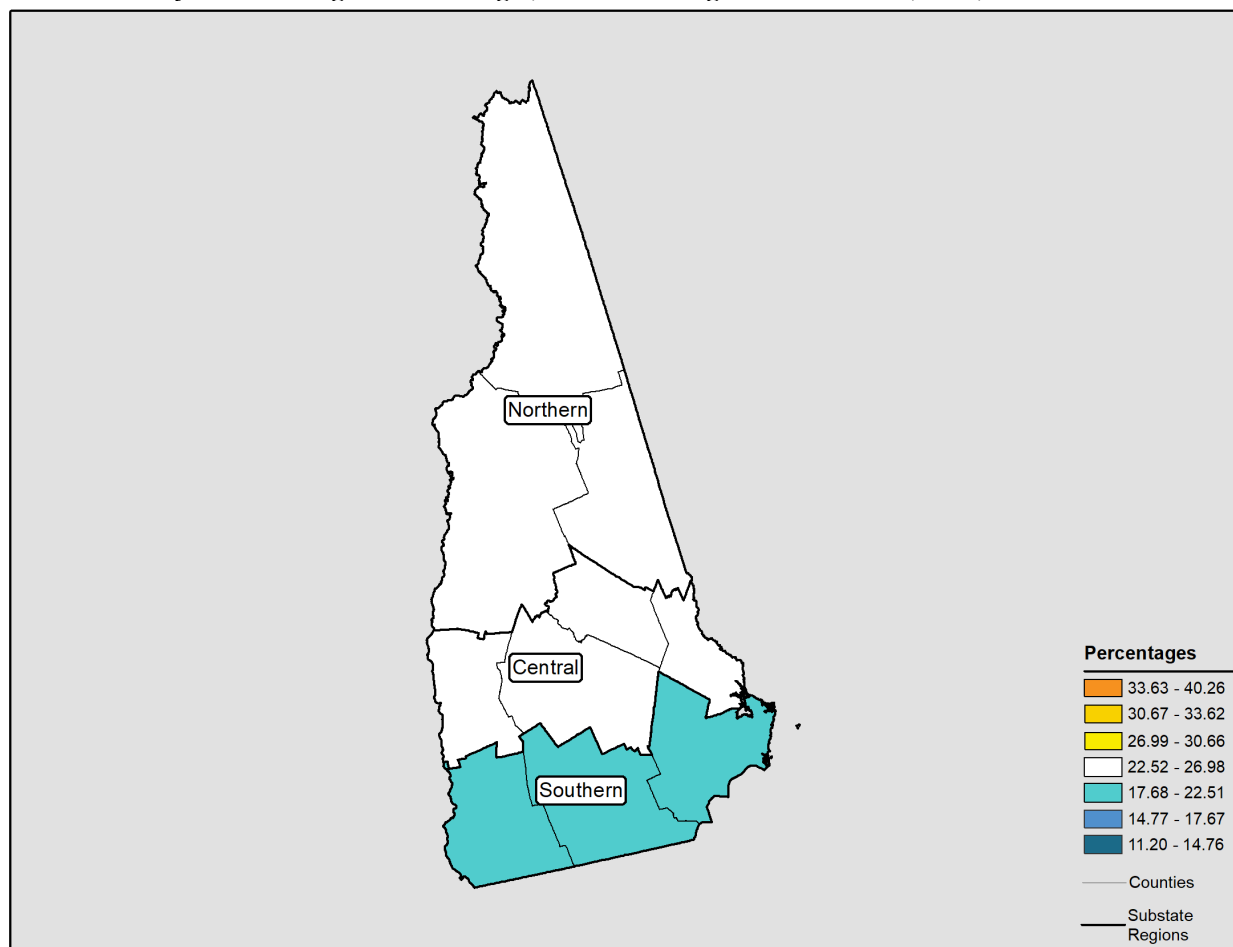 Northern
Central
Southern
Percentages
33.63 - 40.26
30.67 - 33.62
26.99 - 30.66
22.52 - 26.98
17.68 - 22.51
14.77 - 17.67
11.20 - 14.76
Counties
Substate
Regions